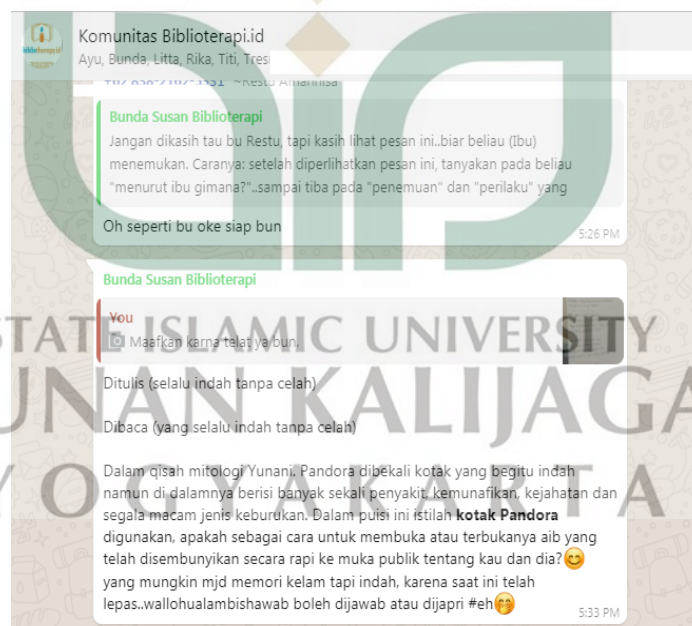 Komunitas Biblioterapi.id
Ayu, Bunda, Litta, Rika, Titi, Tresi
~Restu Amannisa
Bunda Susan Biblioterapi
Jangan dikasih tau bu Restu, tapi kasih lihat pesan ini..biar beliau (Ibu)
menemukan. Caranya: setelah diperlihatkan pesan ini, tanyakan pada beliau
"menurut ibu gimana?"..sampai tiba pada "penemuan" dan "perilaku" yang
Oh seperti bu oke siap bun
5:26 PM
Bunda Susan Biblioterapi
You
Maafkan karna telat ya bun.
STATE ISLAMIC UNIVERSITY
Ditulis (selalu indah tanpa celah)
SUNAN KALIJAGA
Dibaca (yang selalu indah tanpa celah)
YOGYAKARTA
Dalam qisah mitologi Yunani, Pandora dibekali kotak yang begitu indah
namun di dalamnya berisi banyak sekali penyakit, kemunafikan, kejahatan dan
segala macam jenis keburukan. Dalam puisi ini istilah kotak Pandora
digunakan, apakah sebagai cara untuk membuka atau terbukanya aib yang
telah disembunyikan secara rapi ke muka publik tentang kau dan dia?😊
yang mungkin mjd memori kelam tapi indah, karena saat ini telah
lepas..wallohualambishawab boleh dijawab atau dijapri #eh🤭
5:33 PM